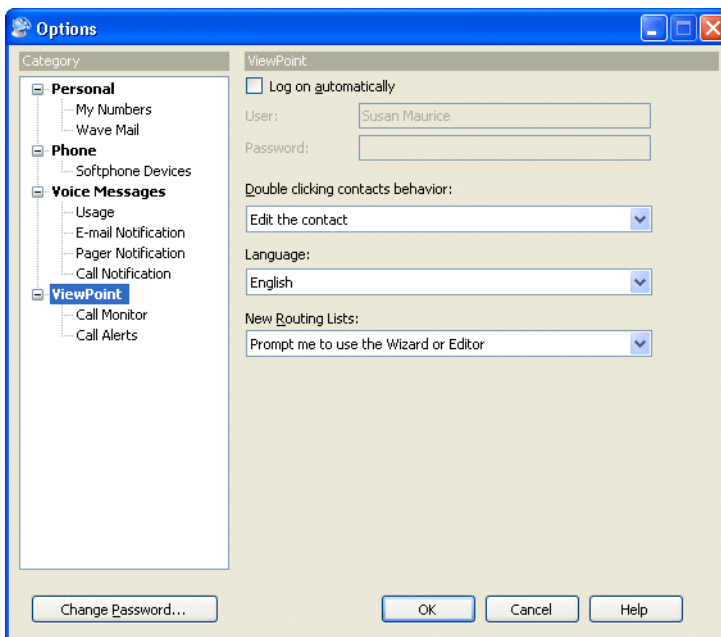 Options
Category
Personal
My Numbers
Wave Mail
Phone
Softphone Devices
Voice Messages
Usage
E-mail Notification
Pager Notification
Call Notification
ViewPoint
Call Monitor
Call Alerts
ViewPoint
Log on automatically
User: Susan Maurice
Password:
Double clicking contacts behavior:
Edit the contact
Language:
English
New Routing Lists:
Prompt me to use the Wizard or Editor
Change Password... OK Cancel Help